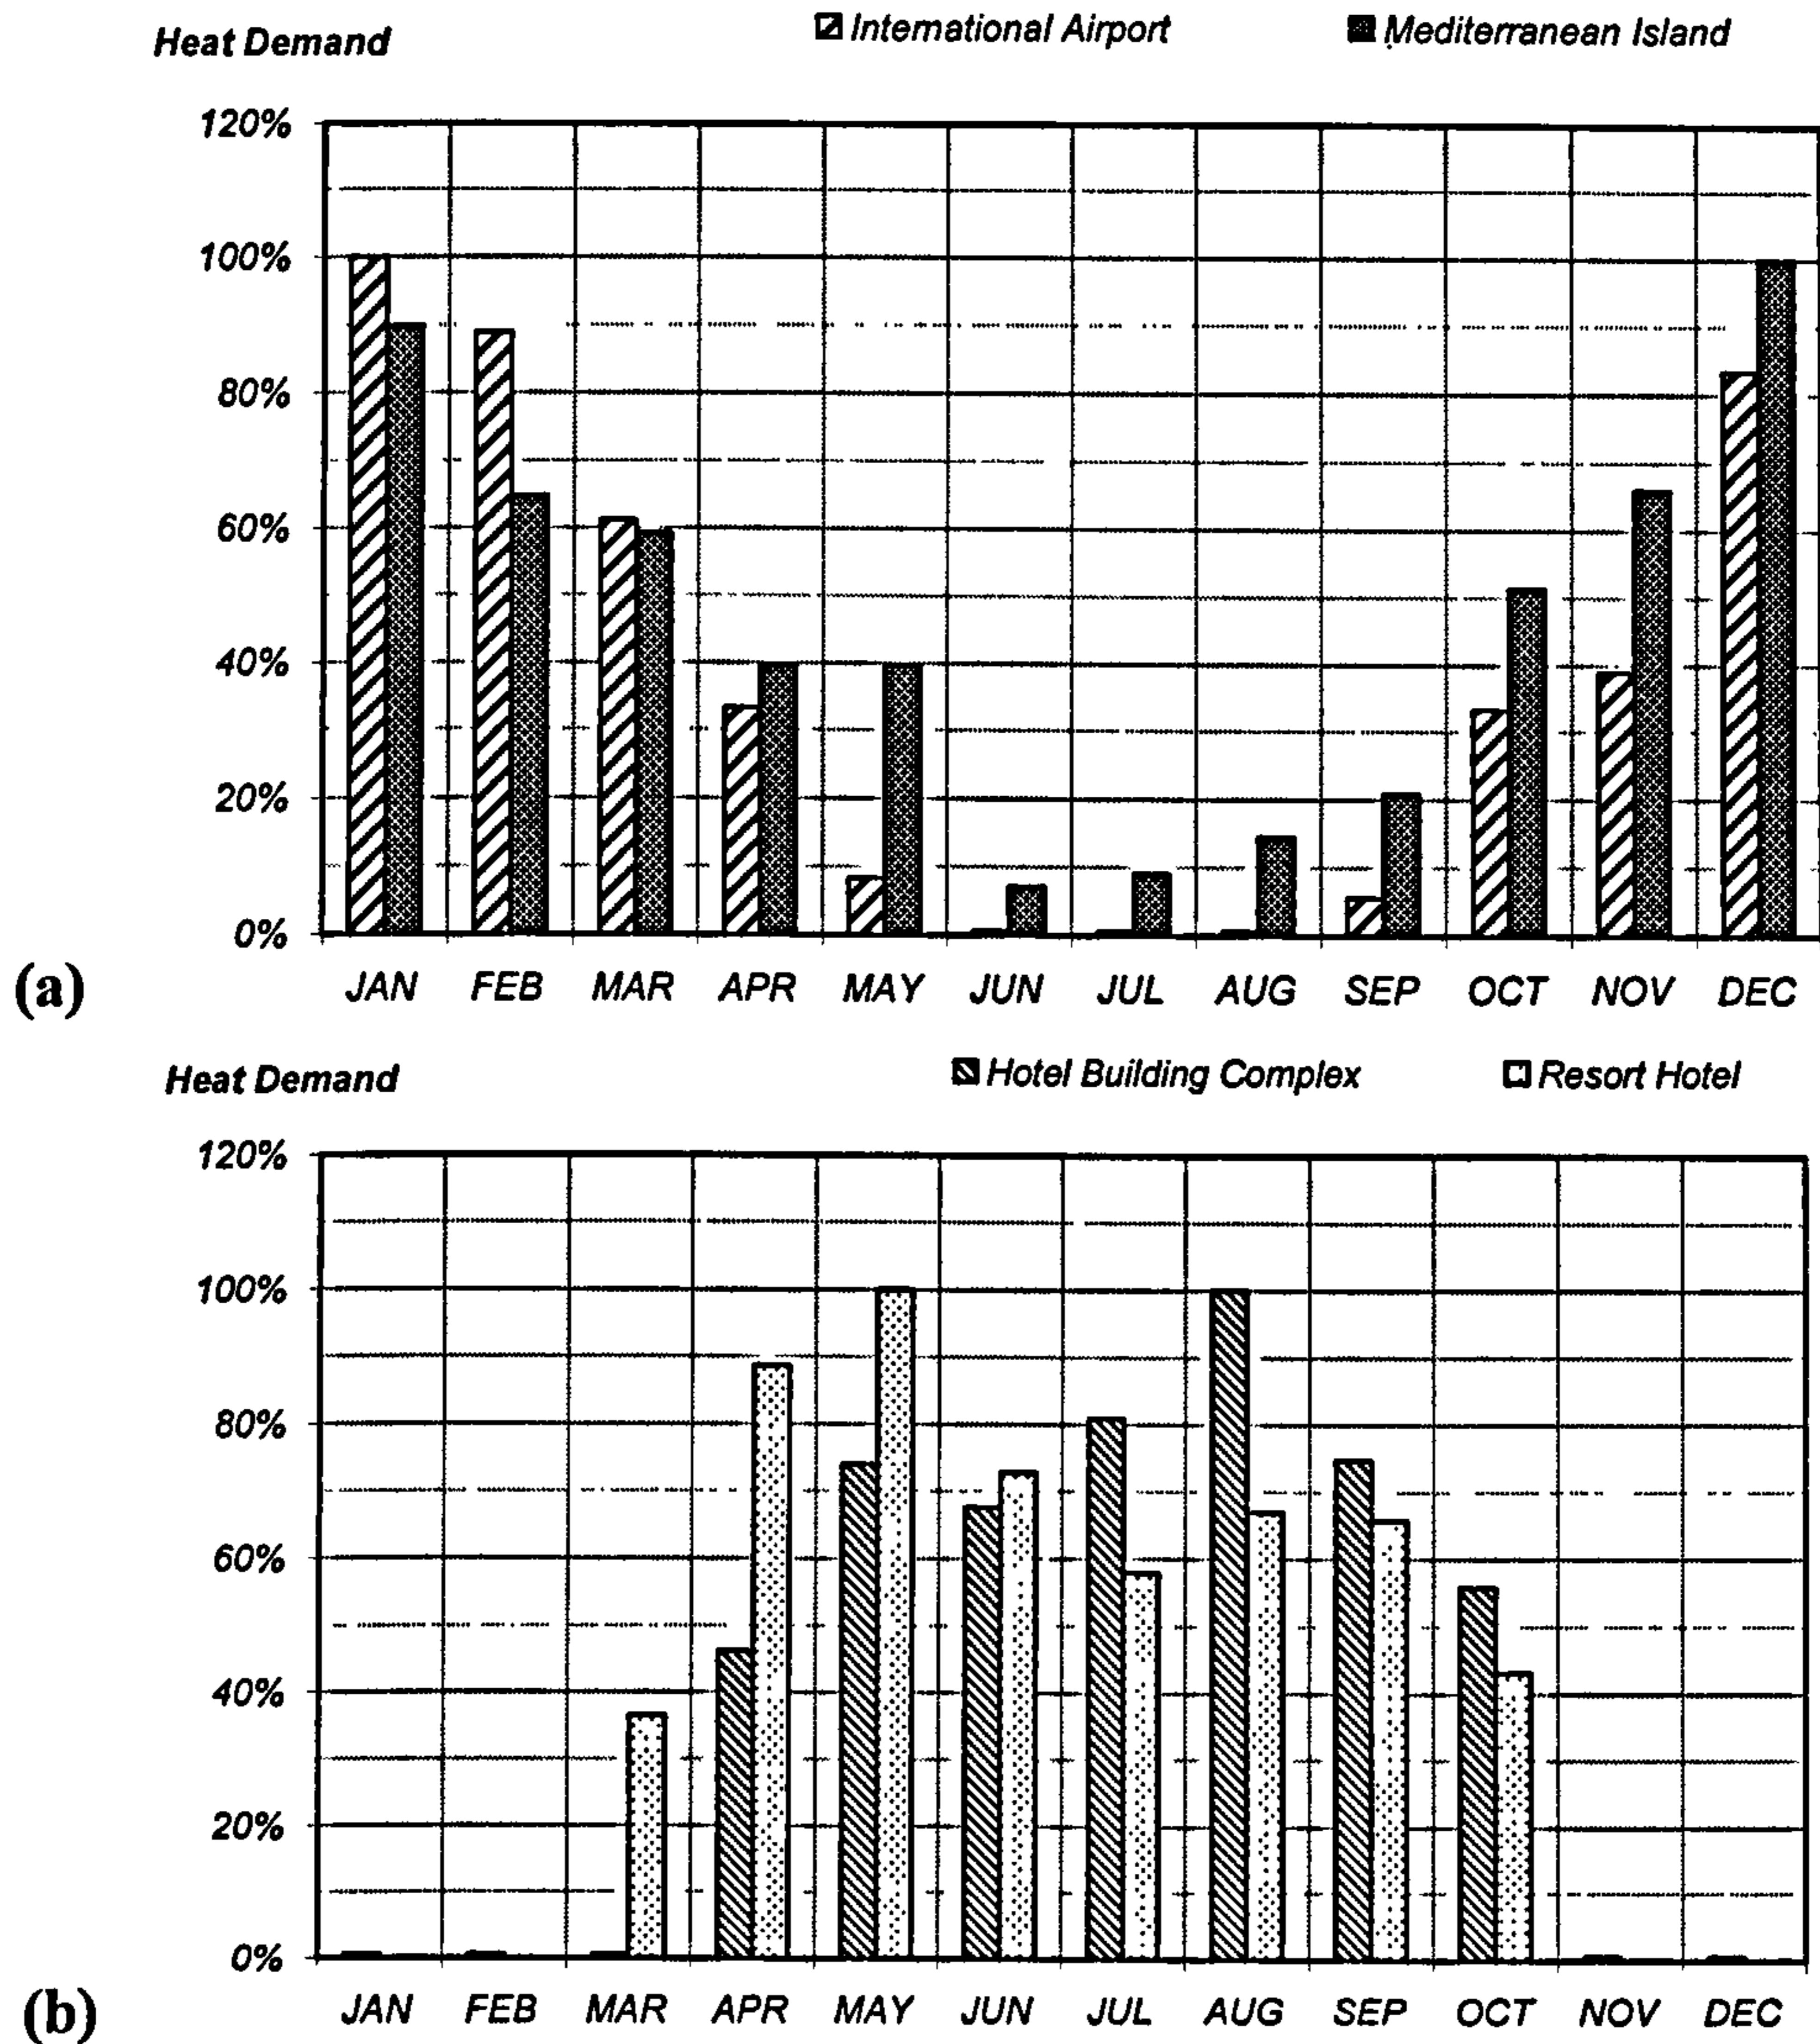 Heat Demand
International Airport
Mediterranean Island
120%
100%
80%
60%
40%
20%
0%
(a)
JAN FEB MAR APR MAY JUN JUL AUG SEP OCT NOV DEC
Heat Demand
Hotel Building Complex
Resort Hotel
120%
100%
80%
60%
40%
20%
0%
(b)
JAN FEB MAR APR MAY JUN JUL AUG SEP OCT NOV DEC